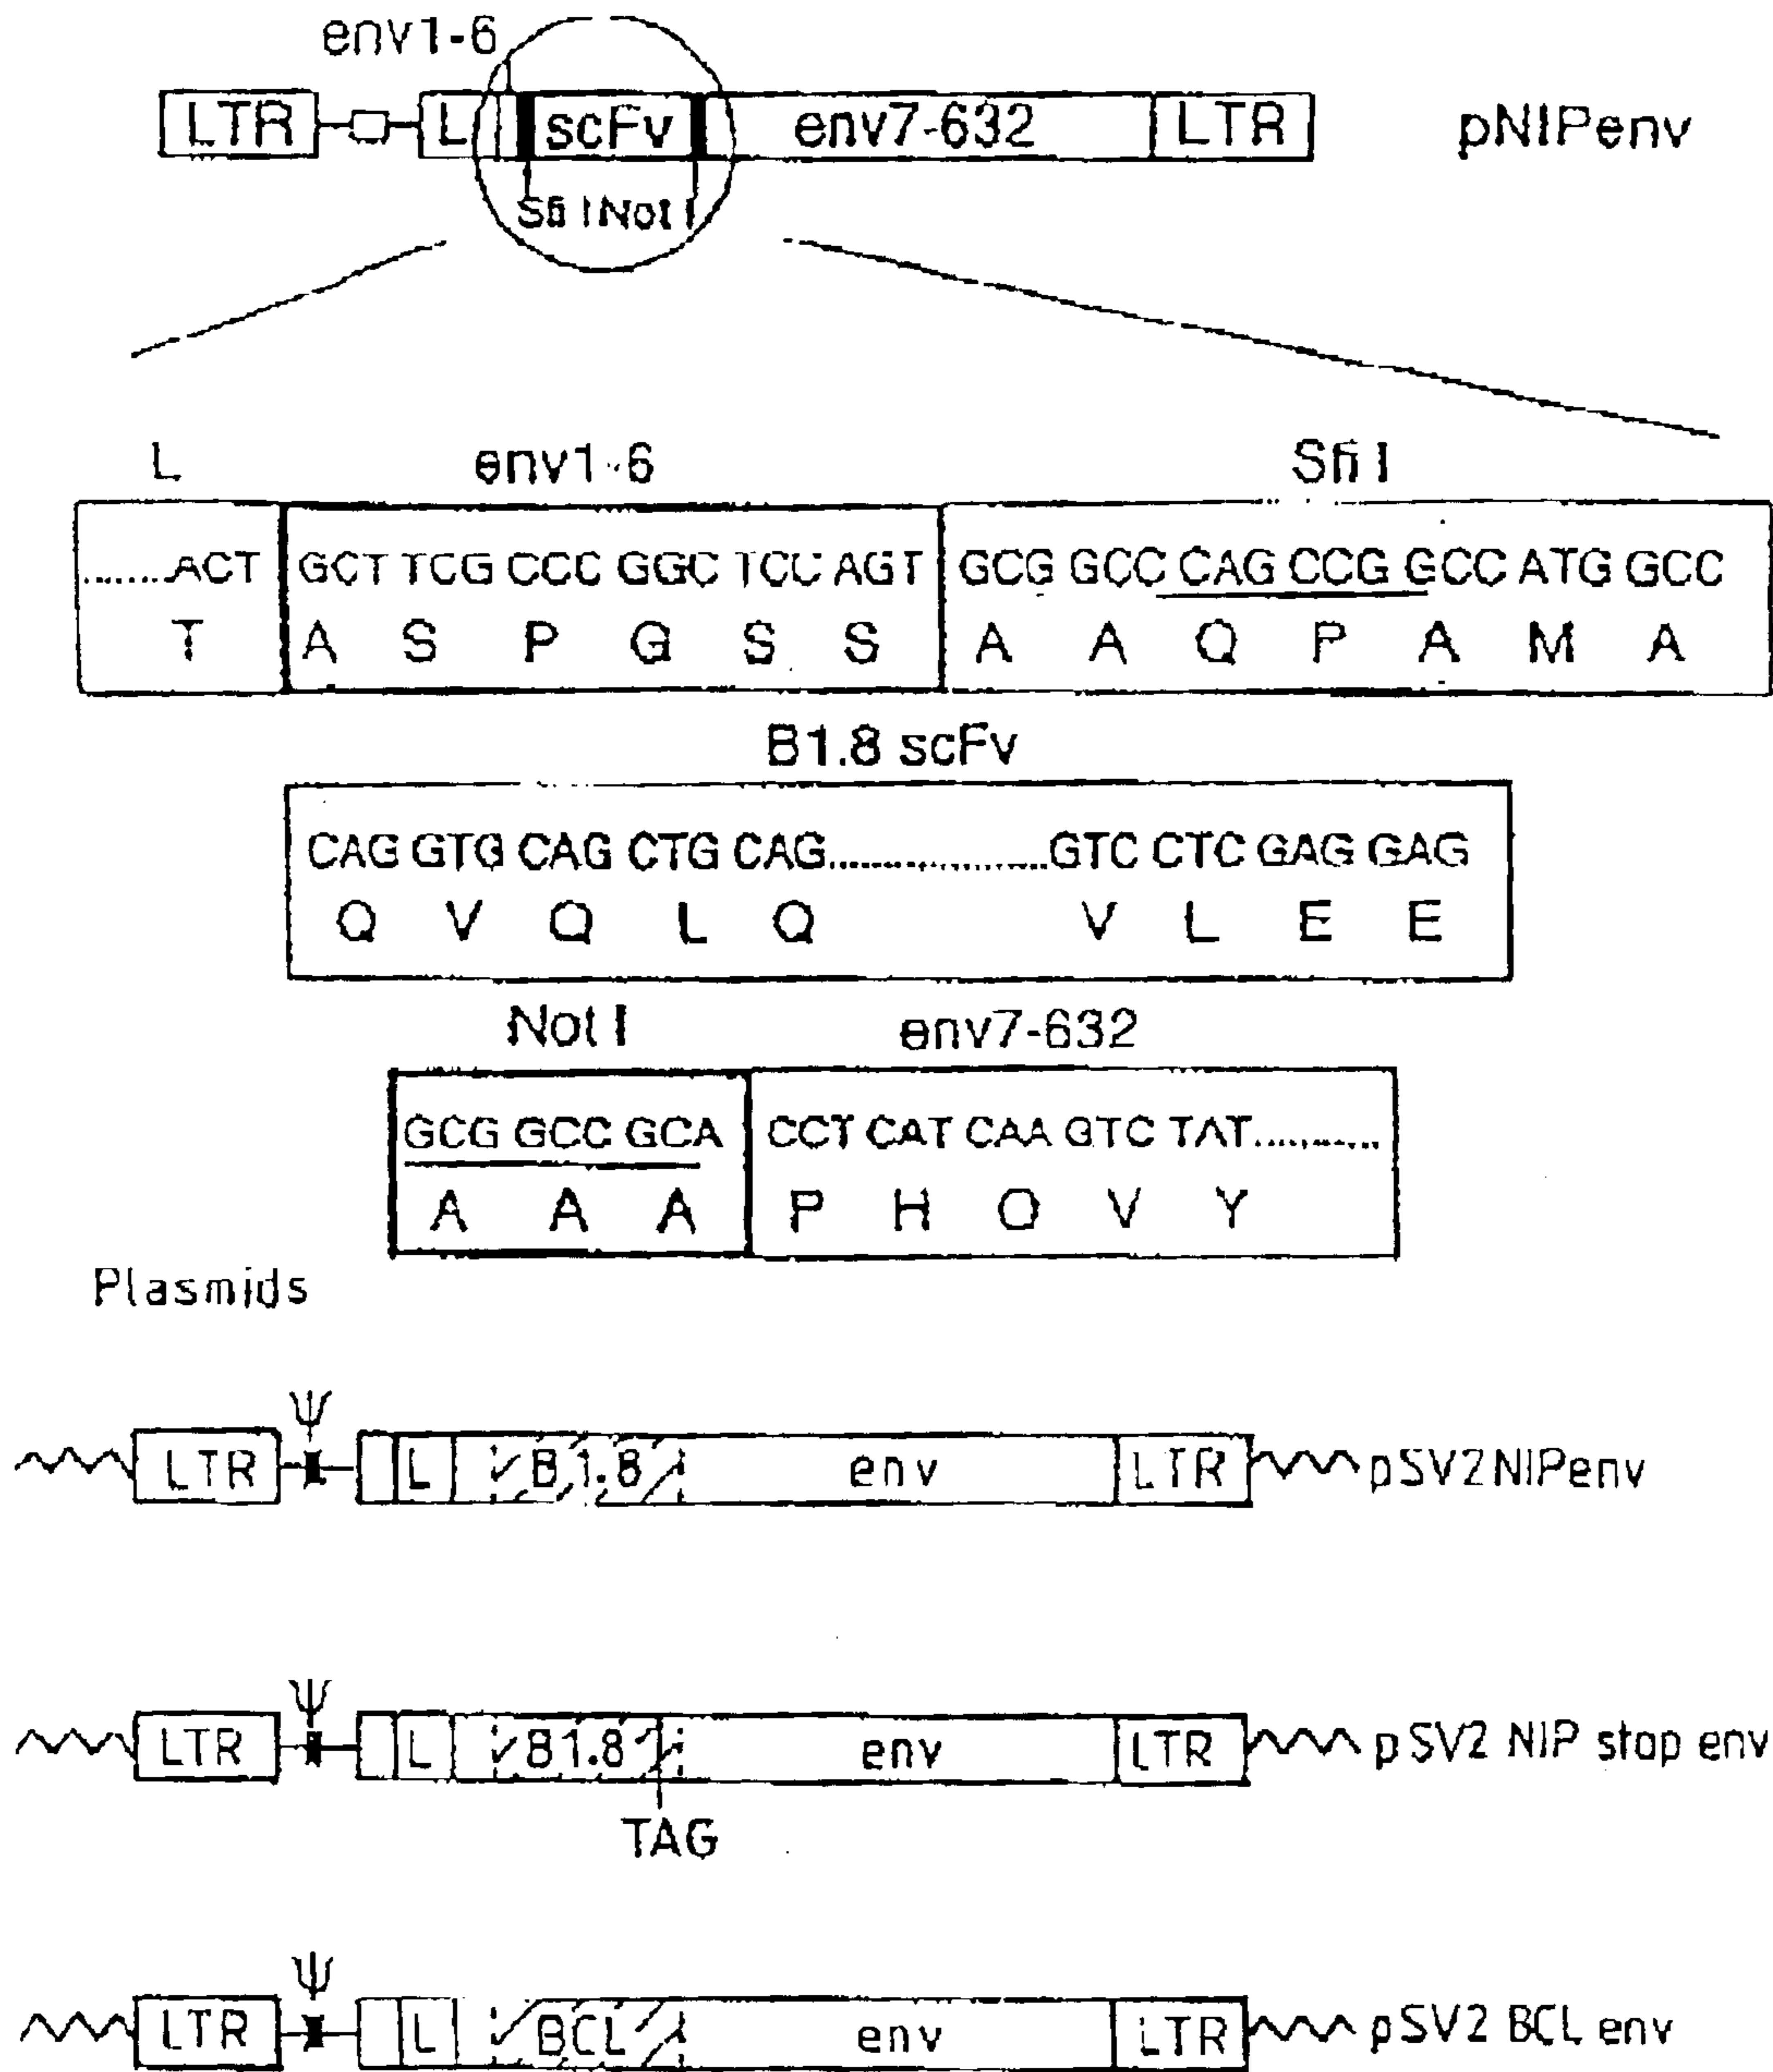 env1-6
LTR L scFv env7-632 LTR pNIPenv
Sfi I Not I
L env1-6 Sfi I
.......ACT GCT TCG CCC GGC TCC AGT GCG GCC CAG CCG GCC ATG GCC
T A S P G S S A A Q P A M A
B1.8 scFv
CAG GTG CAG CTG CAG....................GTC CTC GAG GAG
Q V Q L Q V L E E
Not I env7-632
GCG GCC GCA CCT CAT CAA GTC TAT...........
A A A P H Q V Y
Plasmids
Ψ
LTR L B1.8 env LTR pSV2NIPenv
Ψ
LTR L B1.8 env LTR pSV2 NIP stop env
TAG
Ψ
LTR L BCL env LTR pSV2 BCL env